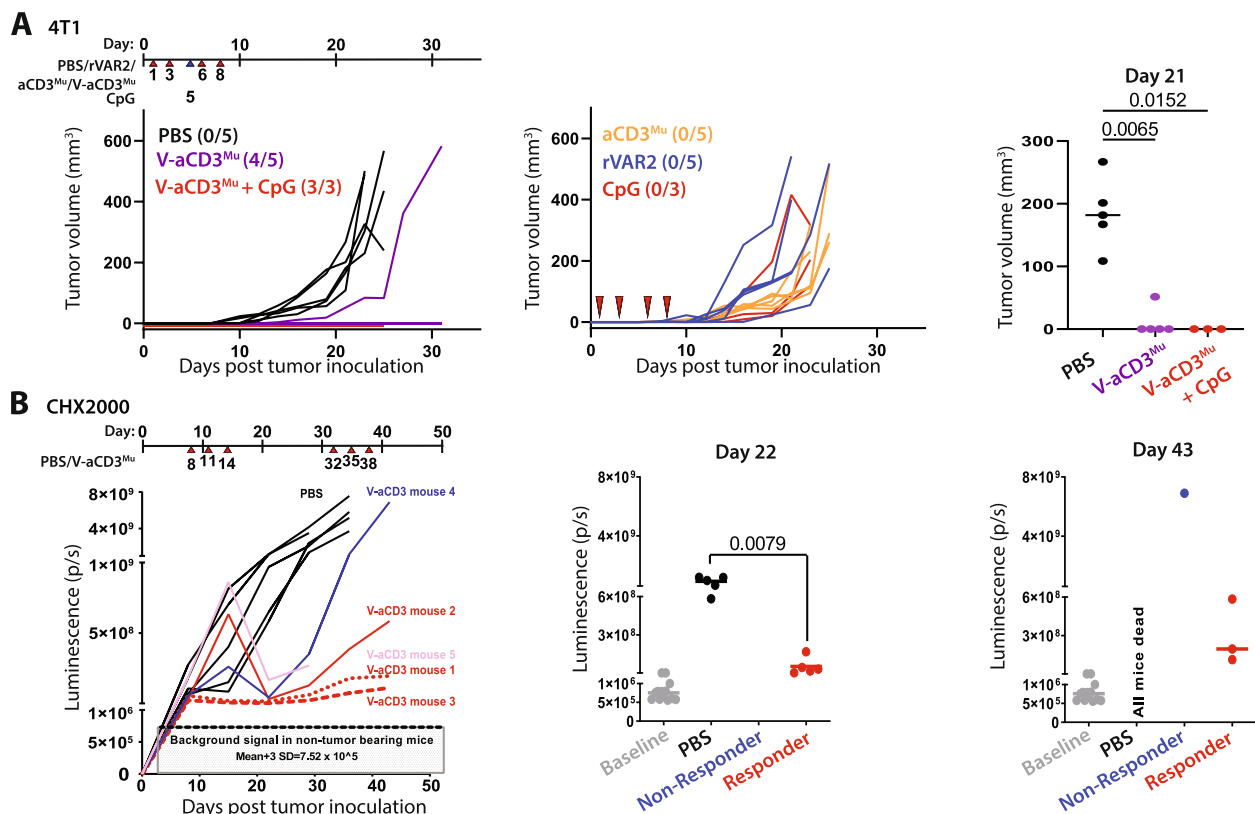 A 4T1
Day: 0 10 20 30
PBS/rVAR2/
aCD3Mu/V-aCD3Mu
1 3 6 8
CpG 5
Tumor volume (mm3)
600
400
200
0
PBS (0/5)
V-aCD3Mu (4/5)
V-aCD3Mu + CpG (3/3)
0 10 20 30
Days post tumor inoculation
Tumor volume (mm3)
600
400
200
0
aCD3Mu (0/5)
rVAR2 (0/5)
CpG (0/3)
0 10 20 30
Days post tumor inoculation
Day 21
0.0152
0.0065
Tumor volume (mm3)
300
200
100
0
PBS
V-aCD3Mu
V-aCD3Mu
+ CpG
B CHX2000
Day: 0 10 20 30 40 50
PBS/V-aCD3Mu
8 11 14 32 35 38
Luminescence (p/s)
8×10⁹
4×10⁹
1×10⁹
5×10⁸
1×10⁶
5×10⁵
0
PBS
V-aCD3 mouse 4
V-aCD3 mouse 2
V-aCD3 mouse 5
V-aCD3 mouse 1
V-aCD3 mouse 3
Background signal in non-tumor bearing mice
Mean+3 SD=7.52 x 10^5
0 10 20 30 40 50
Days post tumor inoculation
Day 22
0.0079
Luminescence (p/s)
8×10⁹
4×10⁹
6×10⁸
3×10⁸
1×10⁶
5×10⁵
0
Baseline
PBS
Non-Responder
Responder
Day 43
Luminescence (p/s)
8×10⁹
4×10⁹
6×10⁸
3×10⁸
1×10⁶
5×10⁵
0
All mice dead
Baseline
PBS
Non-Responder
Responder